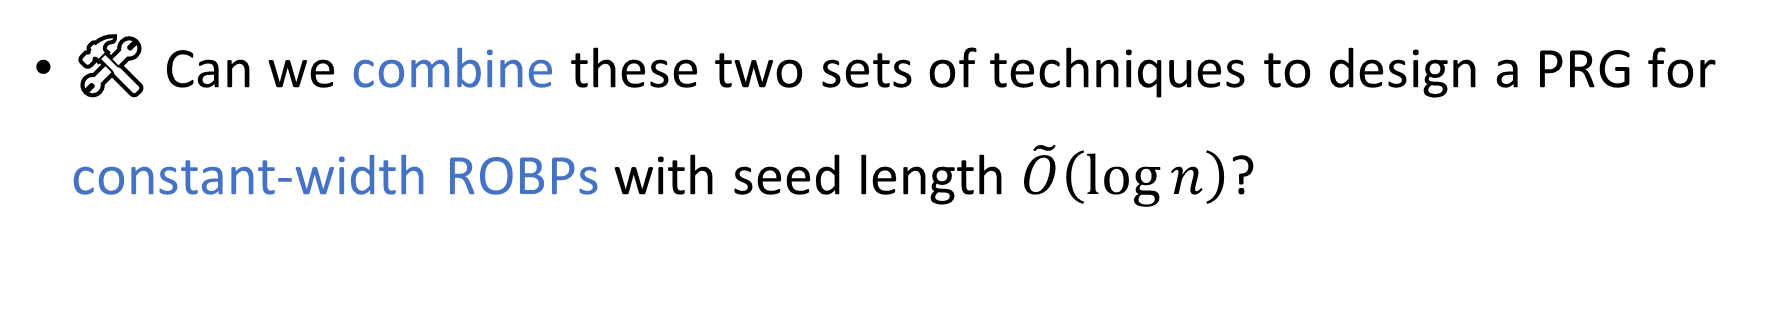 • 🛠 Can we combine these two sets of techniques to design a PRG for
constant-width ROBPs with seed length Õ(log n)?